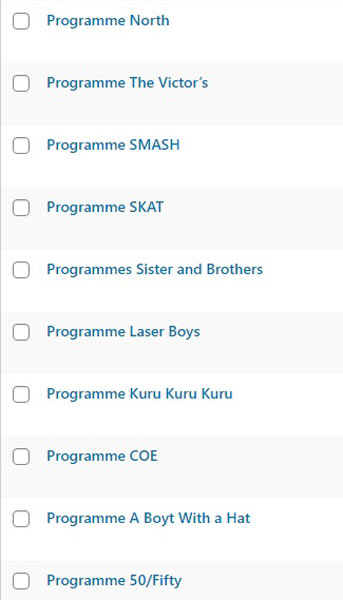 Programme North
Programme The Victor's
Programme SMASH
Programme SKAT
Programmes Sister and Brothers
Programme Laser Boys
Programme Kuru Kuru Kuru
Programme COE
Programme A Boyt With a Hat
Programme 50/Fifty